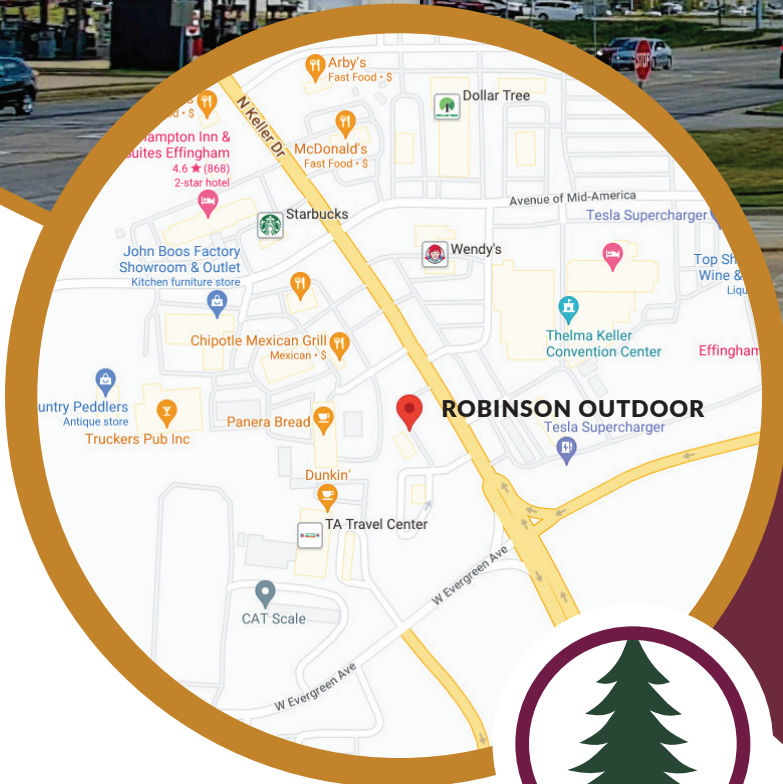 STOP
Arby's
Fast Food • $
Dollar Tree
N Keller Dr
McDonald's
Fast Food • $
Hampton Inn &
Suites Effingham
4.6 ★ (868)
2-star hotel
Avenue of Mid-America
Tesla Supercharger
Starbucks
Wendy's
John Boos Factory
Showroom & Outlet
Kitchen furniture store
Top
Wine &
Thelma Keller
Convention Center
Chipotle Mexican Grill
Mexican • $
Effingham
ROBINSON OUTDOOR
Tesla Supercharger
untry Peddlers
Antique store
Panera Bread
Truckers Pub Inc
Dunkin'
TA Travel Center
W Evergreen Ave
CAT Scale
W Evergreen Ave